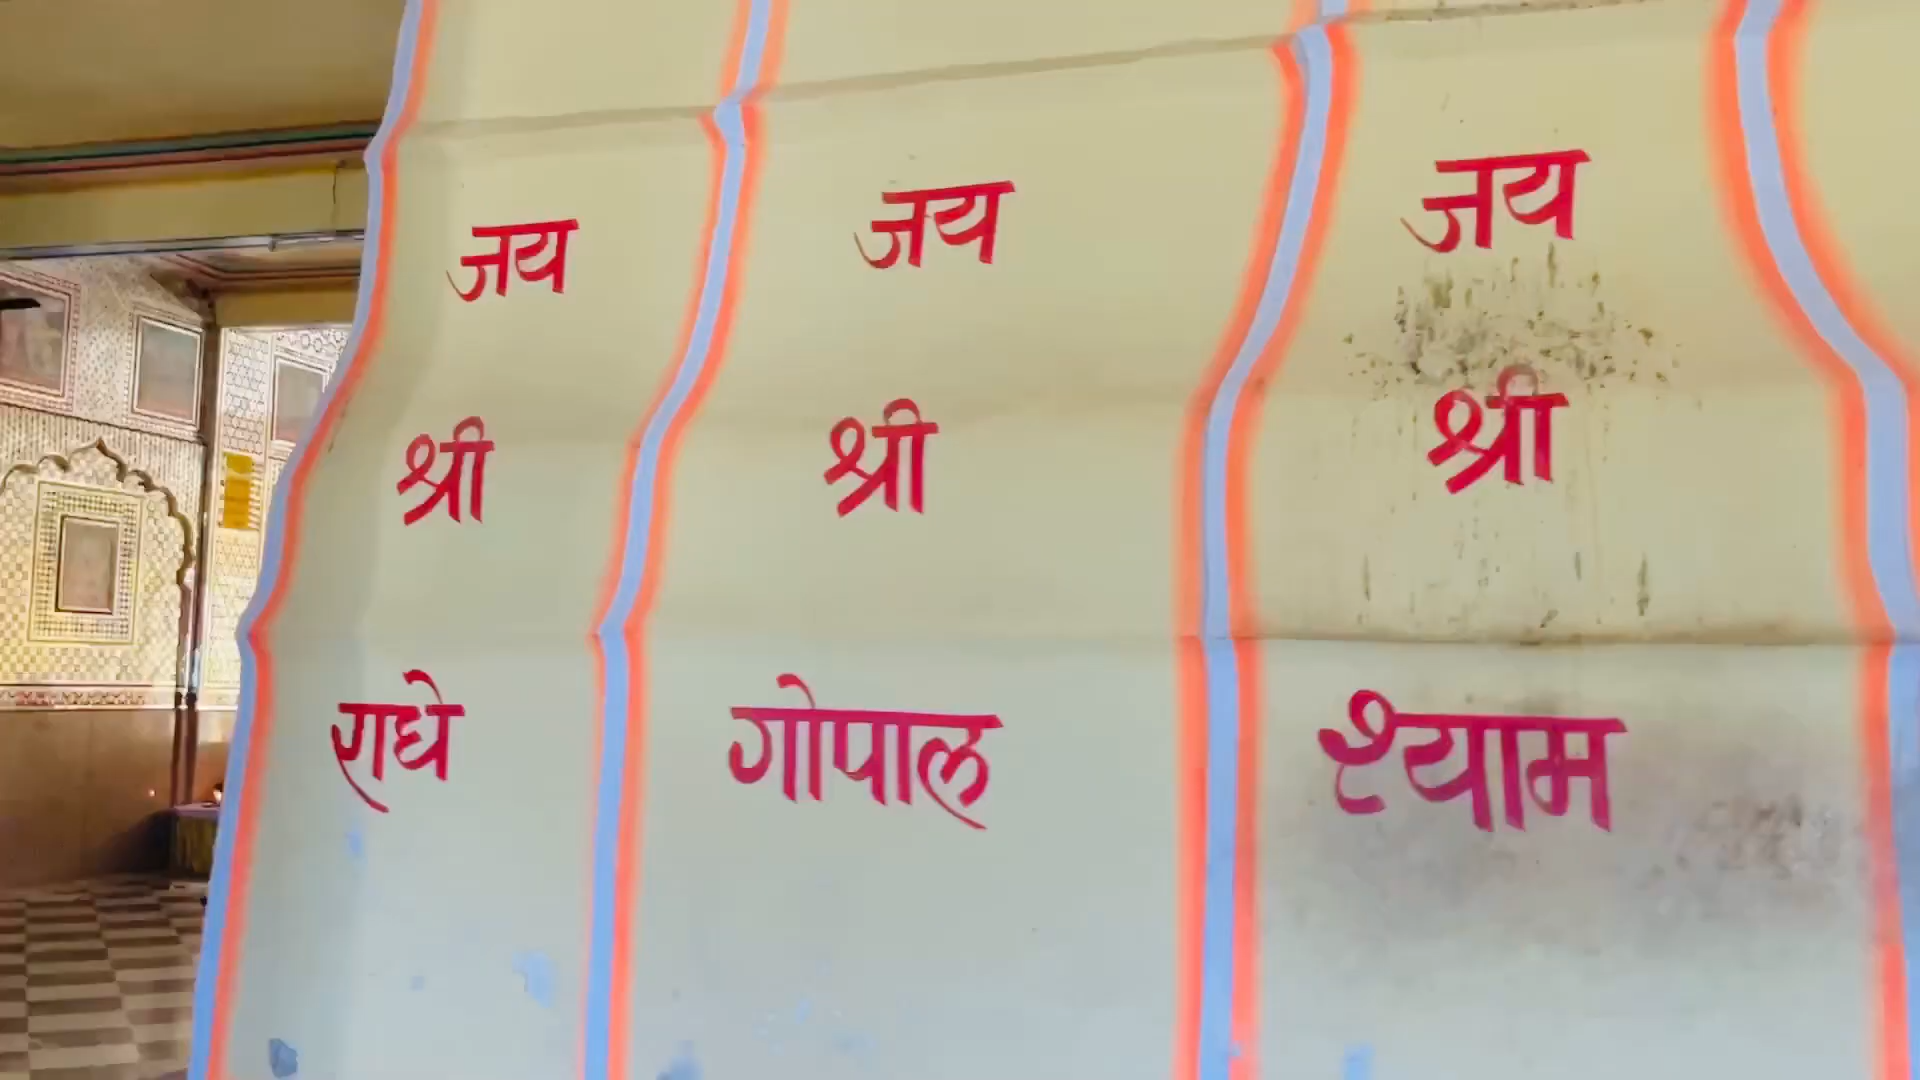 जय
श्री
राधे
जय
श्री
गोपाल
जय
श्री
श्याम